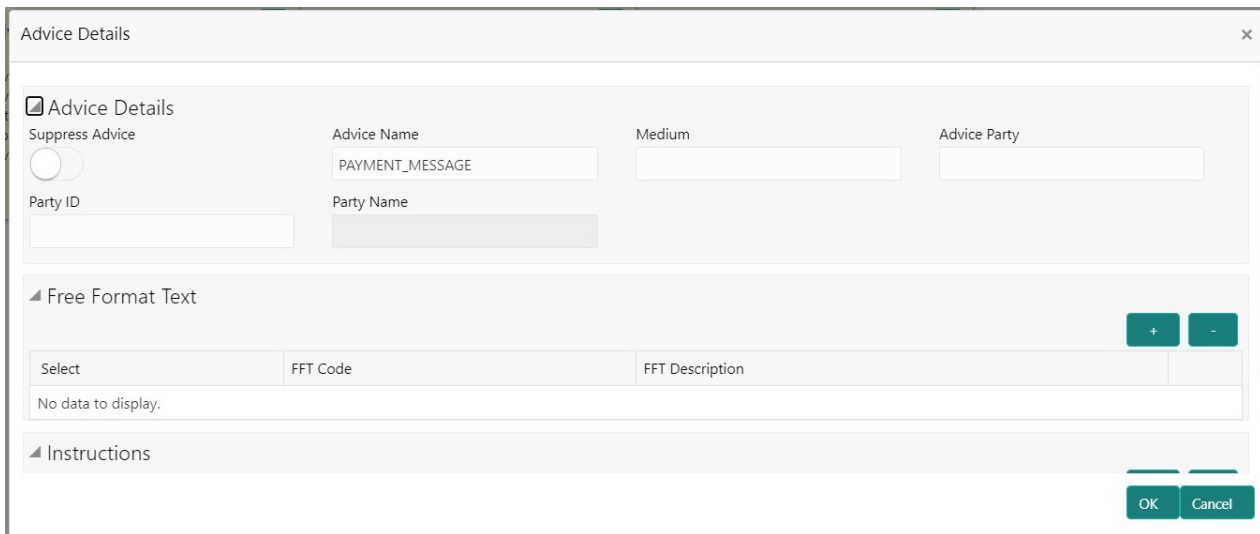 Advice Details
×
Advice Details
Suppress Advice Advice Name Medium Advice Party
PAYMENT_MESSAGE
Party ID Party Name
Free Format Text
+ -
Select FFT Code FFT Description
No data to display.
Instructions
OK Cancel